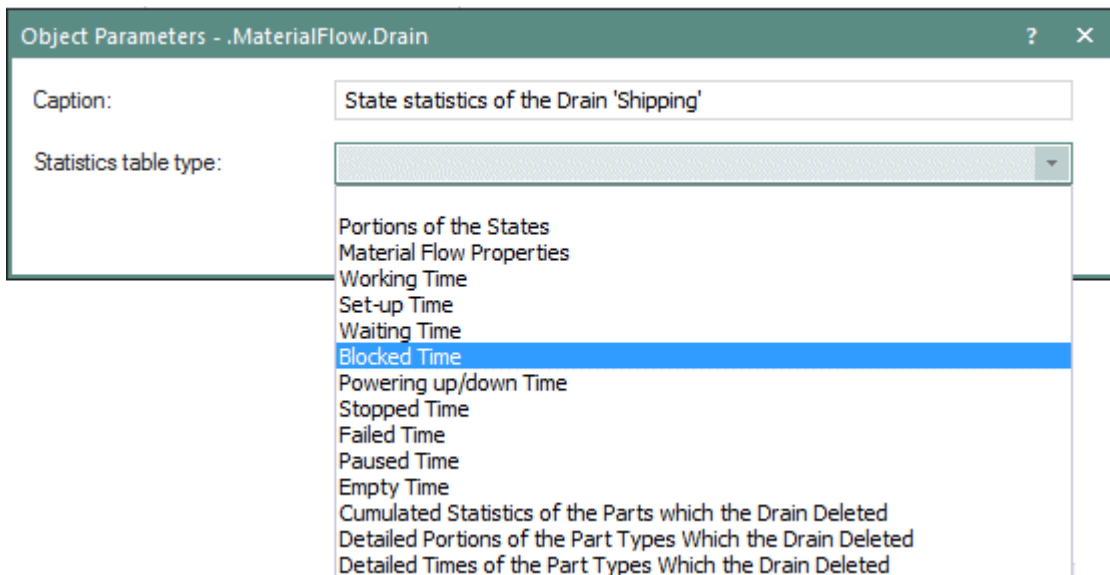 Object Parameters - .MaterialFlow.Drain ? ×
Caption: State statistics of the Drain 'Shipping'
Statistics table type:
Portions of the States
Material Flow Properties
Working Time
Set-up Time
Waiting Time
Blocked Time
Powering up/down Time
Stopped Time
Failed Time
Paused Time
Empty Time
Cumulated Statistics of the Parts which the Drain Deleted
Detailed Portions of the Part Types Which the Drain Deleted
Detailed Times of the Part Types Which the Drain Deleted